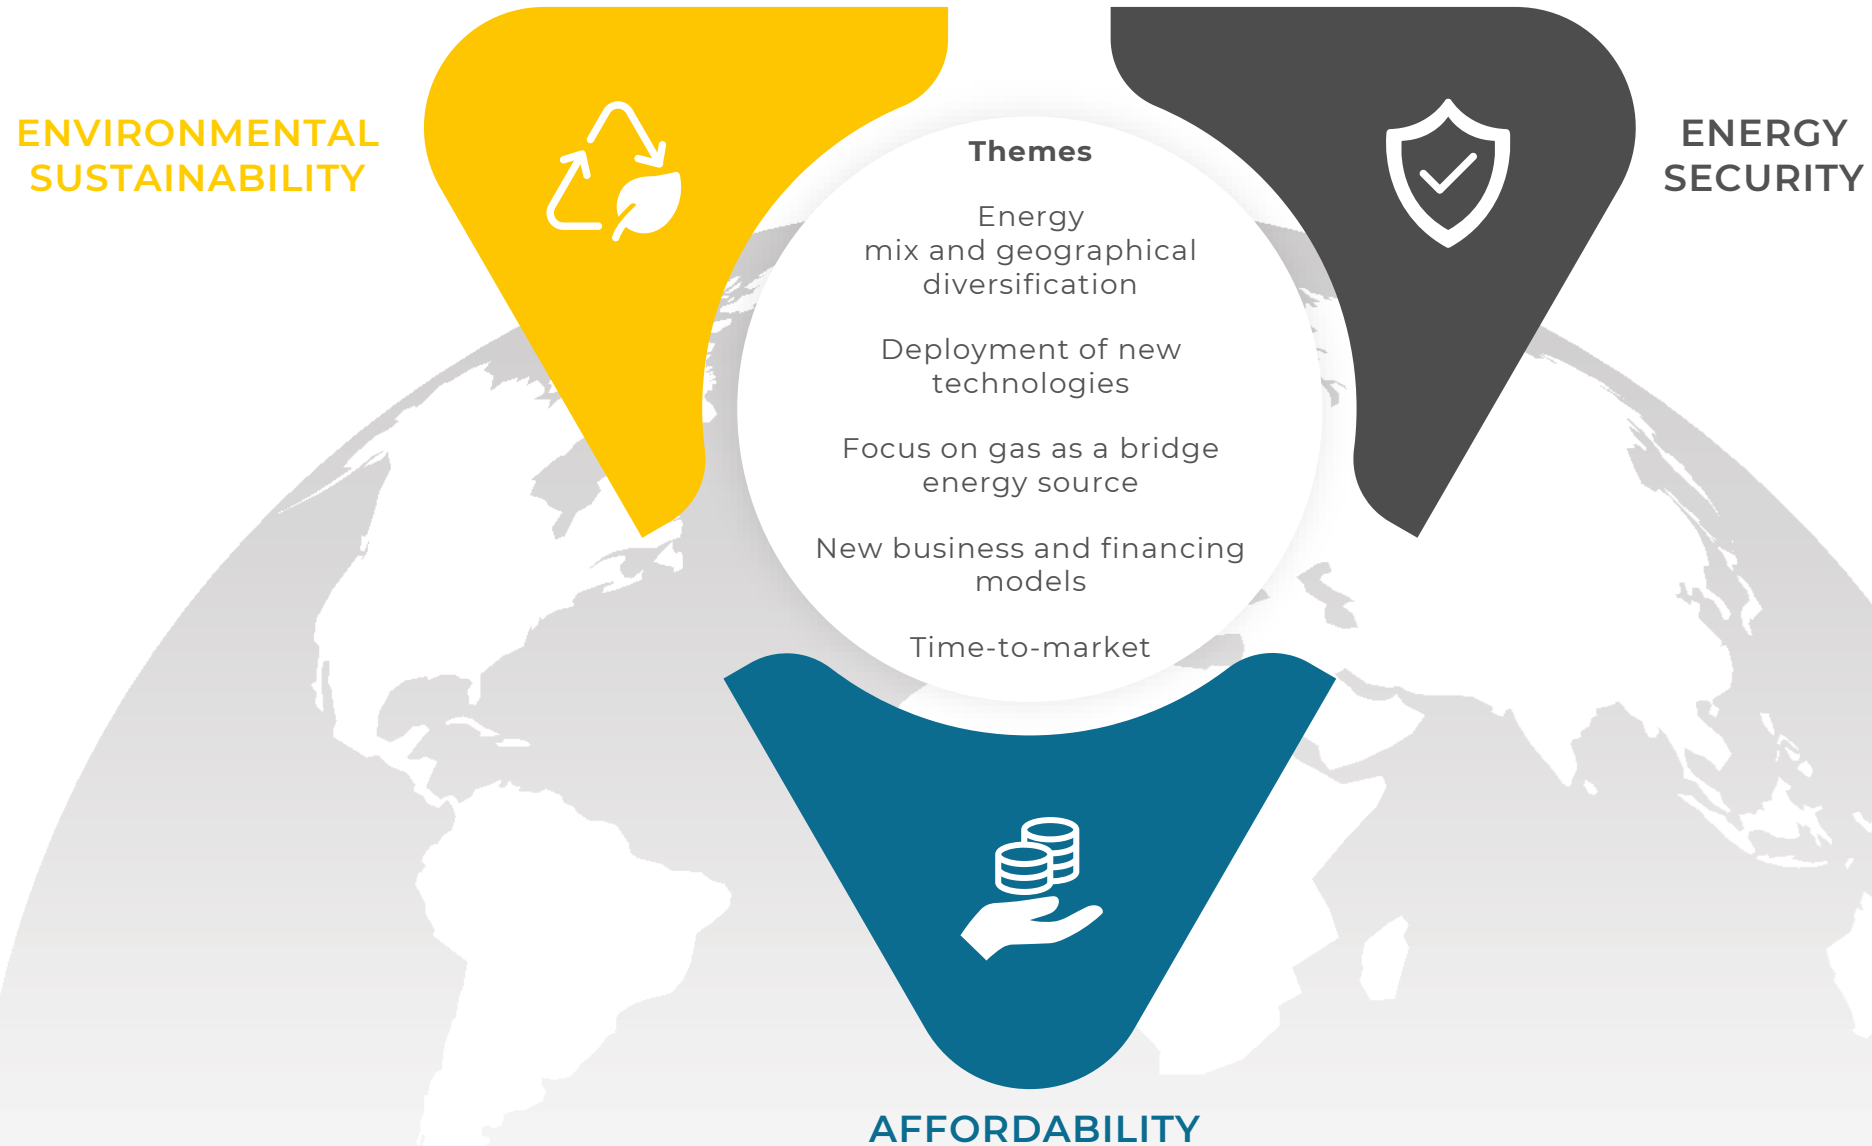 ENVIRONMENTAL
SUSTAINABILITY
ENERGY
SECURITY
Themes
Energy
mix and geographical
diversification
Deployment of new
technologies
Focus on gas as a bridge
energy source
New business and financing
models
Time-to-market
AFFORDABILITY